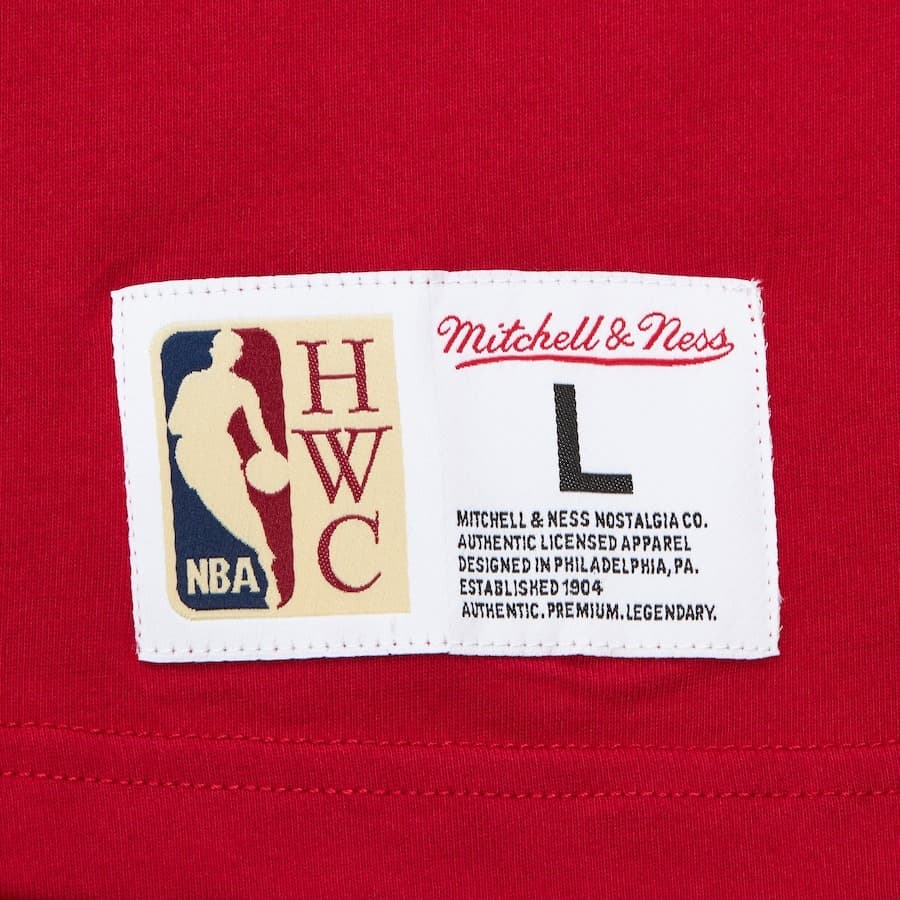 H
W
C
NBA
Mitchell & Ness
L
MITCHELL & NESS NOSTALGIA CO.
AUTHENTIC LICENSED APPAREL
DESIGNED IN PHILADELPHIA, PA.
ESTABLISHED 1904
AUTHENTIC. PREMIUM. LEGENDARY.